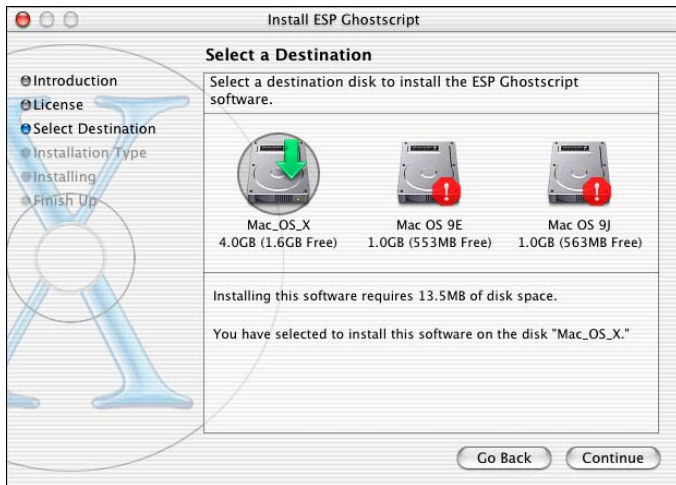 Install ESP Ghostscript
Select a Destination
Introduction
License
Select Destination
Installation Type
Installing
Finish Up
Select a destination disk to install the ESP Ghostscript
software.
Mac_OS_X
4.0GB (1.6GB Free)
Mac OS 9E
1.0GB (553MB Free)
Mac OS 9J
1.0GB (563MB Free)
Installing this software requires 13.5MB of disk space.
You have selected to install this software on the disk "Mac_OS_X."
Go Back
Continue